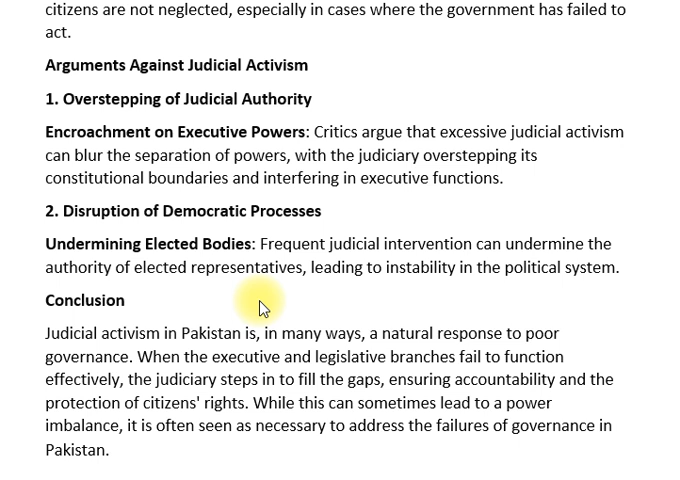 citizens are not neglected, especially in cases where the government has failed to
act.
Arguments Against Judicial Activism
1. Overstepping of Judicial Authority
Encroachment on Executive Powers: Critics argue that excessive judicial activism
can blur the separation of powers, with the judiciary overstepping its
constitutional boundaries and interfering in executive functions.
2. Disruption of Democratic Processes
Undermining Elected Bodies: Frequent judicial intervention can undermine the
authority of elected representatives, leading to instability in the political system.
Conclusion
Judicial activism in Pakistan is, in many ways, a natural response to poor
governance. When the executive and legislative branches fail to function
effectively, the judiciary steps in to fill the gaps, ensuring accountability and the
protection of citizens' rights. While this can sometimes lead to a power
imbalance, it is often seen as necessary to address the failures of governance in
Pakistan.